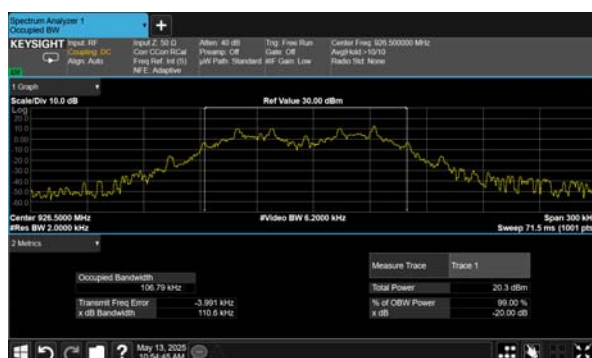 Spectrum Analyzer 1
Occupied BW
KEYSIGHT Input: RF Input Z: 50 Ω Atten: 40 dB Trig: Free Run Center Freq: 926.500000 MHz
Coupling: DC Corr CCorr RCal Preamp: Off Gate: Off Avg|Hold:>10/10
Align: Auto Freq Ref: Int (S) µW Path: Standard #IF Gain: Low Radio Std: None
NFE: Adaptive
1 Graph
Scale/Div 10.0 dB Ref Value 30.00 dBm
Log
20.0
10.0
0.00
-10.0
-20.0
-30.0
-40.0
-50.0
-60.0
Center 926.5000 MHz #Video BW 6.2000 kHz Span 300 kH
#Res BW 2.0000 kHz Sweep 71.5 ms (1001 pts
2 Metrics
Measure Trace Trace 1
Occupied Bandwidth
106.79 kHz Total Power 20.3 dBm
Transmit Freq Error -3.991 kHz % of OBW Power 99.00 %
x dB Bandwidth 110.6 kHz x dB -20.00 dB
May 13, 2025
10:54:45 AM